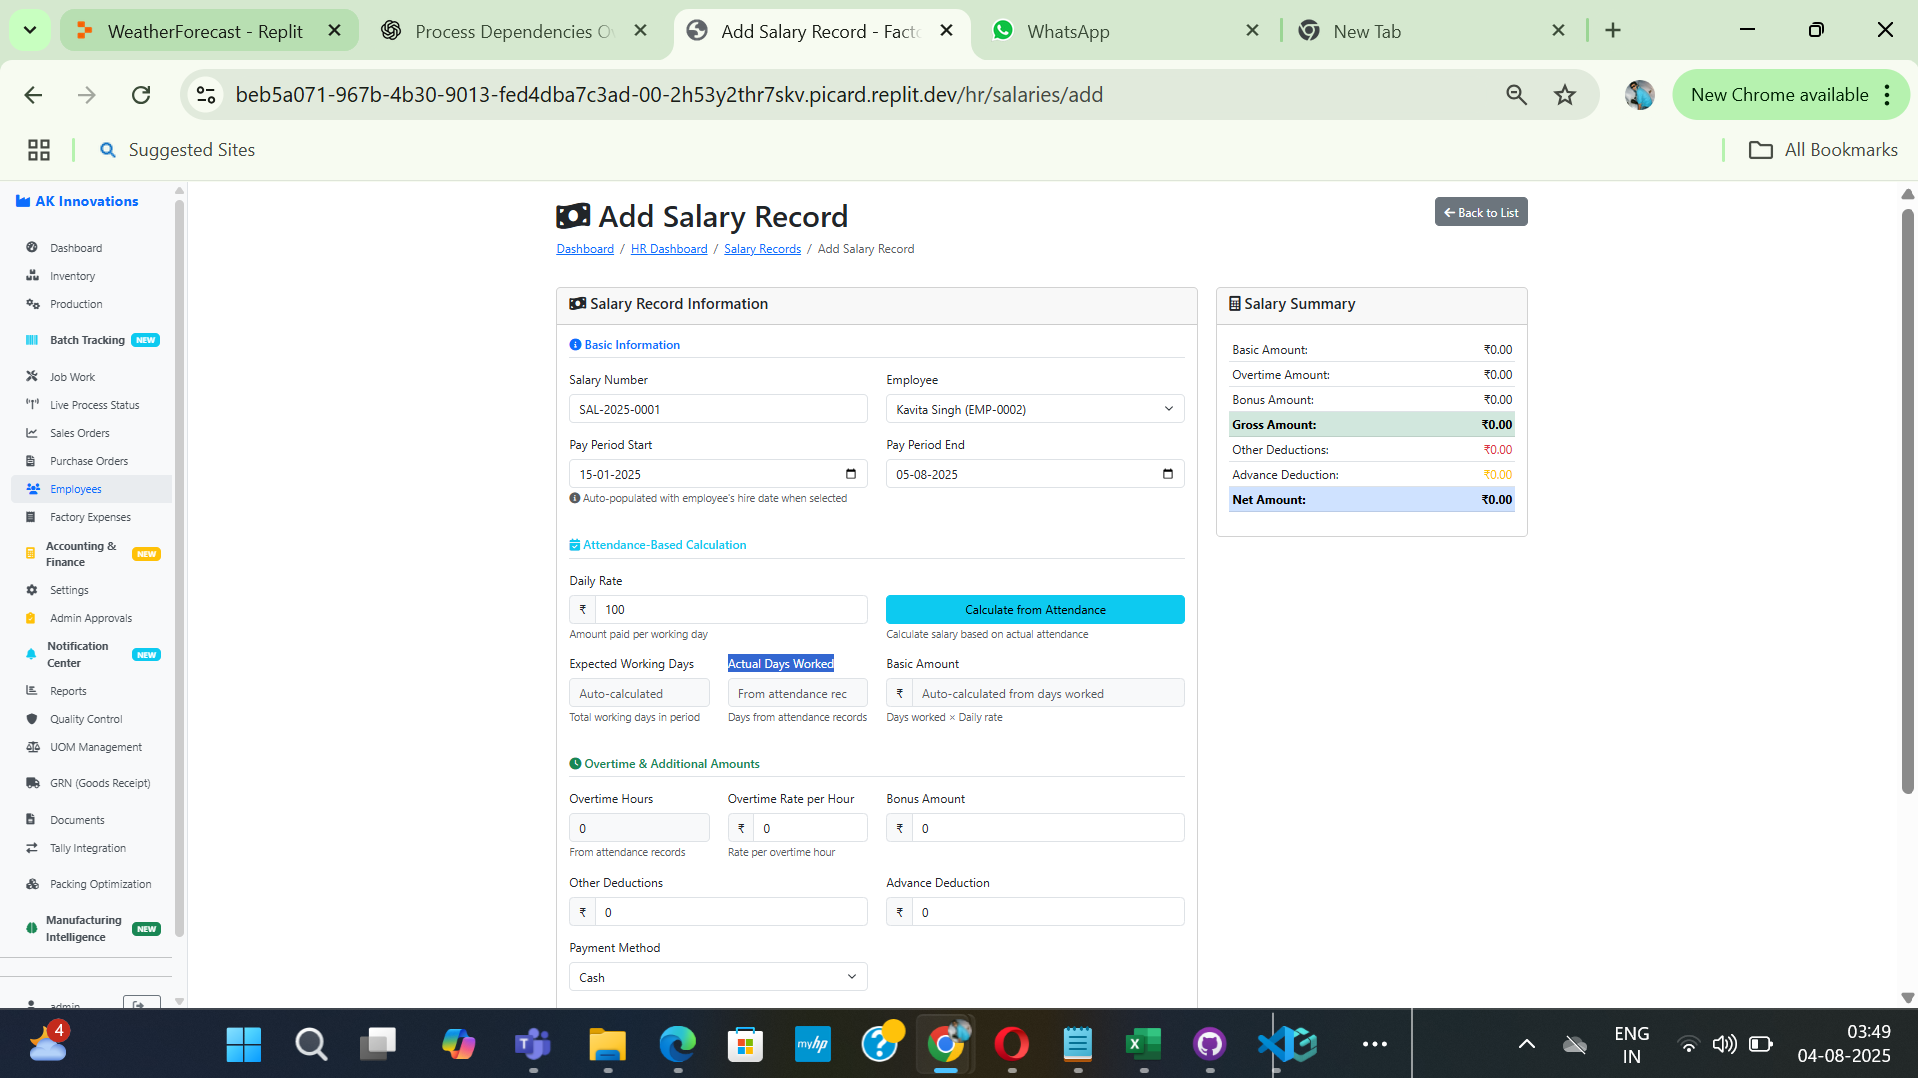 WeatherForecast - Replit
Process Dependencies O
Add Salary Record - Facto
WhatsApp
New Tab
beb5a071-967b-4b30-9013-fed4dba7c3ad-00-2h53y2thr7skv.picard.replit.dev/hr/salaries/add
New Chrome available
Suggested Sites
All Bookmarks
AK Innovations
Dashboard
Inventory
Production
Batch Tracking NEW
Job Work
Live Process Status
Sales Orders
Purchase Orders
Employees
Factory Expenses
Accounting & Finance NEW
Settings
Admin Approvals
Notification Center NEW
Reports
Quality Control
UOM Management
GRN (Goods Receipt)
Documents
Tally Integration
Packing Optimization
Manufacturing Intelligence NEW
admin
Add Salary Record
Back to List
Dashboard / HR Dashboard / Salary Records / Add Salary Record
Salary Record Information
Basic Information
Salary Number
Employee
SAL-2025-0001
Kavita Singh (EMP-0002)
Pay Period Start
Pay Period End
15-01-2025
05-08-2025
Auto-populated with employee's hire date when selected
Attendance-Based Calculation
Daily Rate
₹ 100
Calculate from Attendance
Amount paid per working day
Calculate salary based on actual attendance
Expected Working Days
Actual Days Worked
Basic Amount
Auto-calculated
From attendance rec
₹ Auto-calculated from days worked
Total working days in period
Days from attendance records
Days worked × Daily rate
Overtime & Additional Amounts
Overtime Hours
Overtime Rate per Hour
Bonus Amount
0
₹ 0
₹ 0
From attendance records
Rate per overtime hour
Other Deductions
Advance Deduction
₹ 0
₹ 0
Payment Method
Cash
Salary Summary
Basic Amount: ₹0.00
Overtime Amount: ₹0.00
Bonus Amount: ₹0.00
Gross Amount: ₹0.00
Other Deductions: ₹0.00
Advance Deduction: ₹0.00
Net Amount: ₹0.00
4
myhp
ENG
IN
03:49
04-08-2025